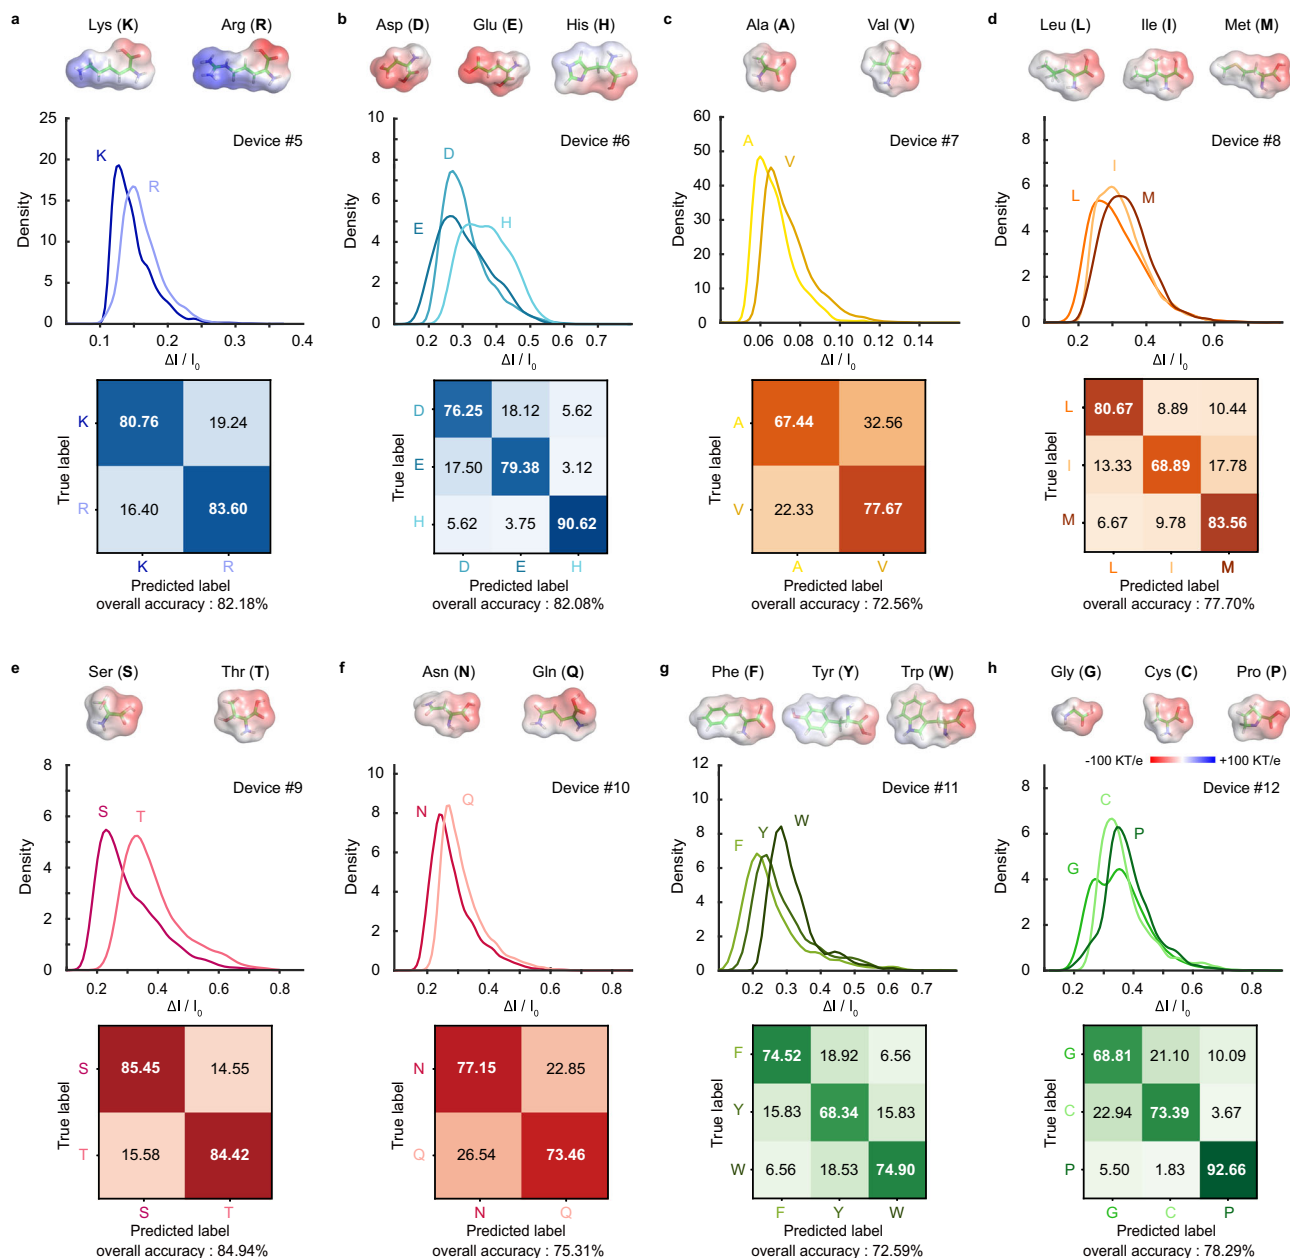 a
Lys (K)
Arg (R)
Device #5
25
20
15
10
5
0
Density
K
R
0.1
0.2
0.3
0.4
ΔI / I0
True label
K
80.76
19.24
R
16.40
83.60
K
R
Predicted label
overall accuracy : 82.18%
b
Asp (D)
Glu (E)
His (H)
Device #6
10
8
6
4
2
0
Density
D
E
H
0.2
0.3
0.4
0.5
0.6
0.7
ΔI / I0
True label
D
76.25
18.12
5.62
E
17.50
79.38
3.12
H
5.62
3.75
90.62
D
E
H
Predicted label
overall accuracy : 82.08%
c
Ala (A)
Val (V)
Device #7
60
50
40
30
20
10
0
Density
A
V
0.06
0.08
0.10
0.12
0.14
ΔI / I0
True label
A
67.44
32.56
V
22.33
77.67
A
V
Predicted label
overall accuracy : 72.56%
d
Leu (L)
Ile (I)
Met (M)
Device #8
8
6
4
2
0
Density
L
I
M
0.2
0.4
0.6
ΔI / I0
True label
L
80.67
8.89
10.44
I
13.33
68.89
17.78
M
6.67
9.78
83.56
L
I
M
Predicted label
overall accuracy : 77.70%
e
Ser (S)
Thr (T)
Device #9
8
6
4
2
0
Density
S
T
0.2
0.4
0.6
0.8
ΔI / I0
True label
S
85.45
14.55
T
15.58
84.42
S
T
Predicted label
overall accuracy : 84.94%
f
Asn (N)
Gln (Q)
Device #10
10
8
6
4
2
0
Density
N
Q
0.2
0.4
0.6
0.8
ΔI / I0
True label
N
77.15
22.85
Q
26.54
73.46
N
Q
Predicted label
overall accuracy : 75.31%
g
Phe (F)
Tyr (Y)
Trp (W)
Device #11
12
10
8
6
4
2
0
Density
F
Y
W
0.1
0.2
0.3
0.5
0.6
0.7
ΔI / I0
True label
F
74.52
18.92
6.56
Y
15.83
68.34
15.83
W
6.56
18.53
74.90
F
Y
W
Predicted label
overall accuracy : 72.59%
h
Gly (G)
Cys (C)
Pro (P)
-100 KT/e
+100 KT/e
Device #12
8
6
4
2
0
Density
G
C
P
0.2
0.4
0.6
0.8
ΔI / I0
True label
G
68.81
21.10
10.09
C
22.94
73.39
3.67
P
5.50
1.83
92.66
G
C
P
Predicted label
overall accuracy : 78.29%